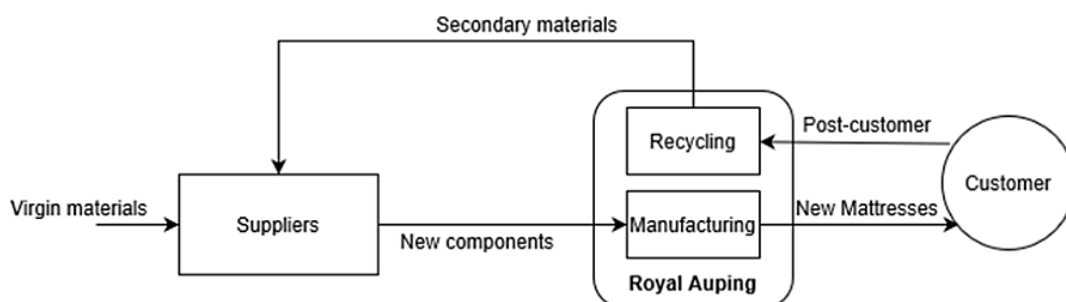 Secondary materials
Recycling
Post-customer
Customer
Virgin materials
Suppliers
New components
Manufacturing
New Mattresses
Royal Auping